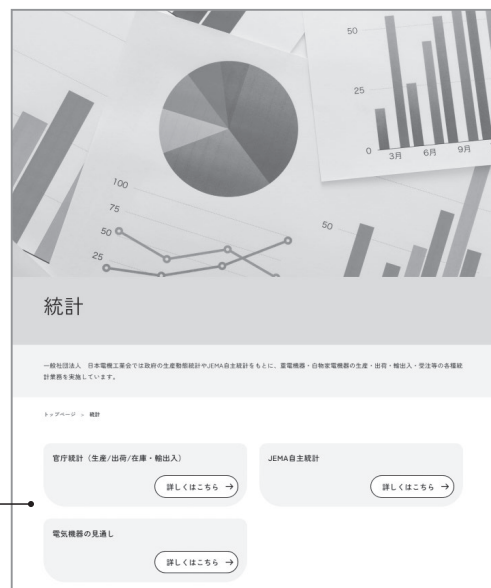 50
25
0 3月 6月 9月
100
75
50
25
50
統計
一般社団法人 日本電機工業会では政府の生産動態統計やJEMA自主統計をもとに、重電機器・白物家電機器の生産・出荷・輸出入・受注等の各種統
計業務を実施しています。
トップページ > 統計
官庁統計(生産/出荷/在庫・輸出入)
JEMA自主統計
詳しくはこちら →
詳しくはこちら →
電気機器の見通し
詳しくはこちら →